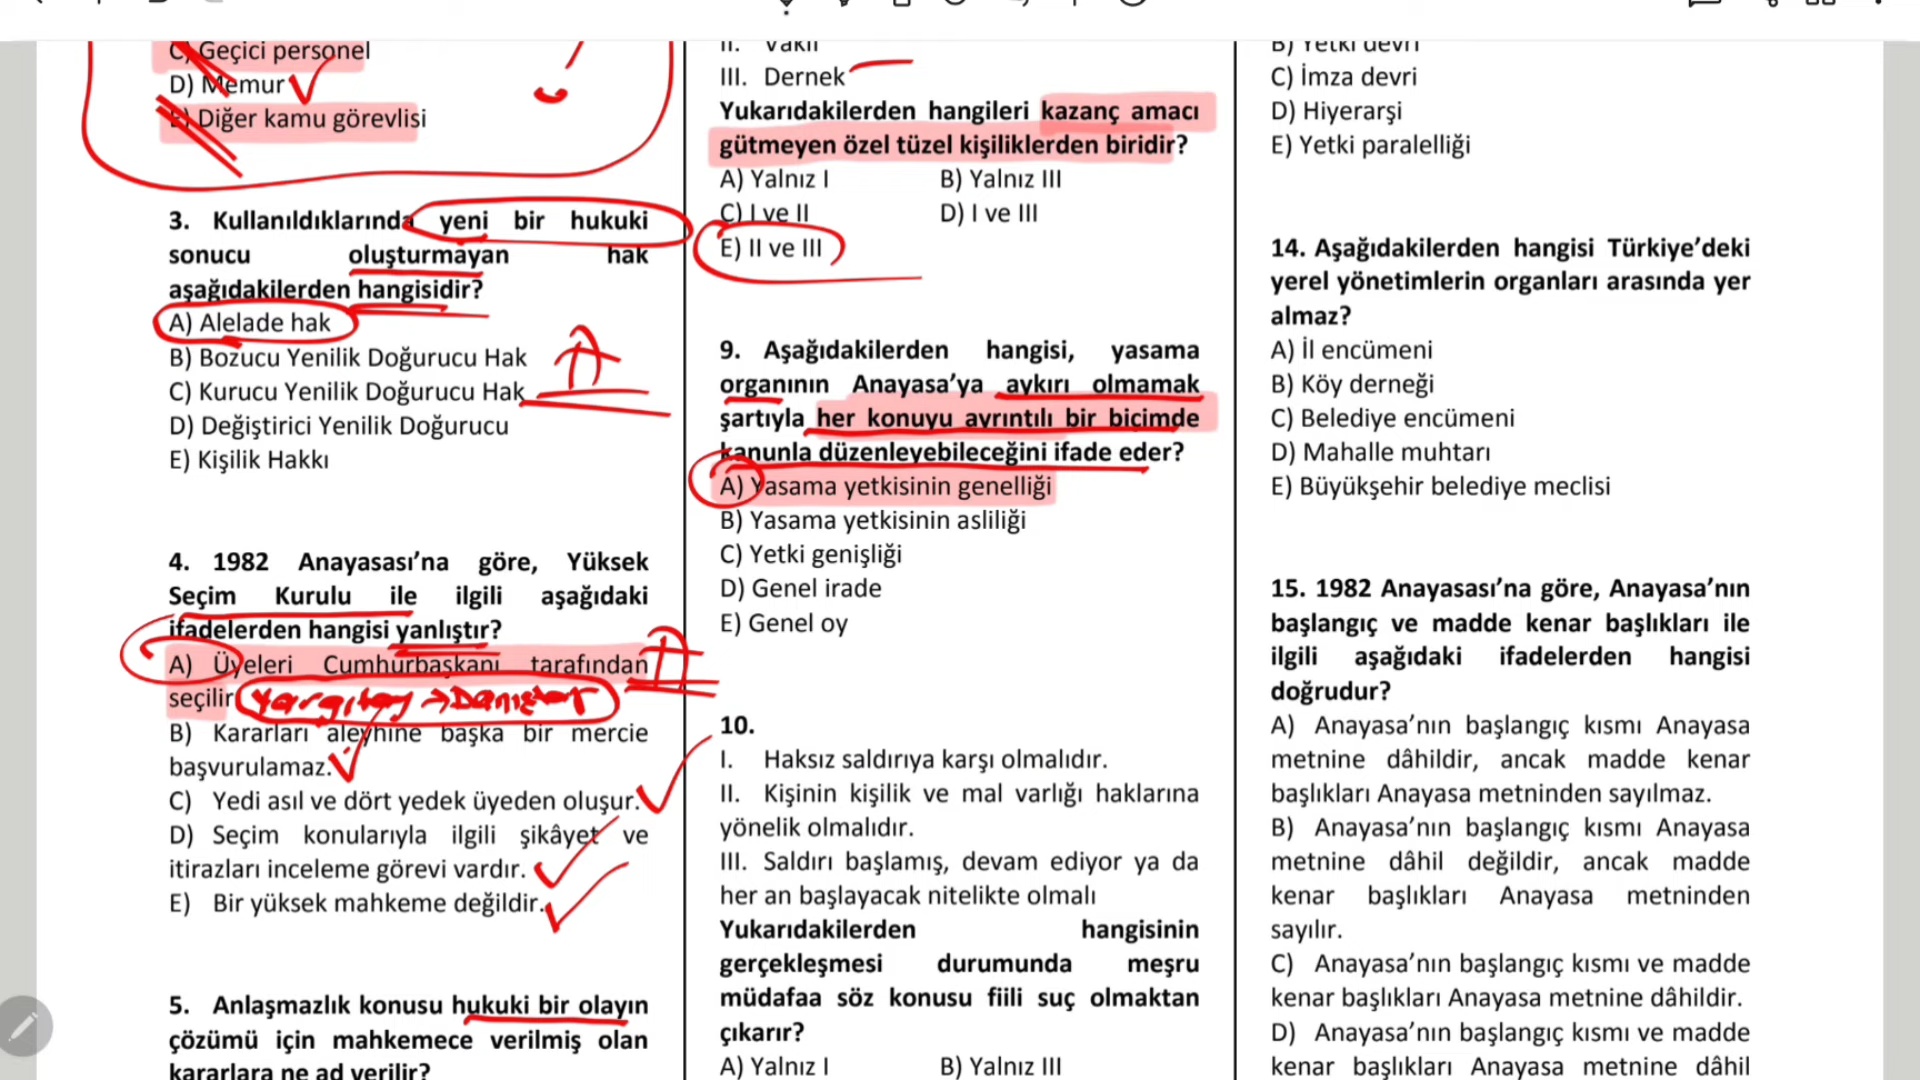 C) Geçici personel
D) Memur
E) Diğer kamu görevlisi
3. Kullanıldıklarında yeni bir hukuki
sonucu oluşturmayan hak
aşağıdakilerden hangisidir?
A) Alelade hak
B) Bozucu Yenilik Doğurucu Hak
C) Kurucu Yenilik Doğurucu Hak
D) Değiştirici Yenilik Doğurucu
E) Kişilik Hakkı
A
4. 1982 Anayasası’na göre, Yüksek
Seçim Kurulu ile ilgili aşağıdaki
ifadelerden hangisi yanlıştır?
A) Üyeleri Cumhurbaşkanı tarafından
seçilir Yargıtay → Danıştay
A
B) Kararları aleyhine başka bir mercie
başvurulamaz.
C) Yedi asıl ve dört yedek üyeden oluşur.
D) Seçim konularıyla ilgili şikâyet ve
itirazları inceleme görevi vardır.
E) Bir yüksek mahkeme değildir.
5. Anlaşmazlık konusu hukuki bir olayın
çözümü için mahkemece verilmiş olan
kararlara ne ad verilir?
II. Vakıf
III. Dernek
Yukarıdakilerden hangileri kazanç amacı
gütmeyen özel tüzel kişiliklerden biridir?
A) Yalnız I B) Yalnız III
C) I ve II D) I ve III
E) II ve III
9. Aşağıdakilerden hangisi, yasama
organının Anayasa’ya aykırı olmamak
şartıyla her konuyu ayrıntılı bir biçimde
kanunla düzenleyebileceğini ifade eder?
A) Yasama yetkisinin genelliği
B) Yasama yetkisinin asliliği
C) Yetki genişliği
D) Genel irade
E) Genel oy
10.
I. Haksız saldırıya karşı olmalıdır.
II. Kişinin kişilik ve mal varlığı haklarına
yönelik olmalıdır.
III. Saldırı başlamış, devam ediyor ya da
her an başlayacak nitelikte olmalı
Yukarıdakilerden hangisinin
gerçekleşmesi durumunda meşru
müdafaa söz konusu fiili suç olmaktan
çıkarır?
A) Yalnız I B) Yalnız III
B) Yetki devri
C) İmza devri
D) Hiyerarşi
E) Yetki paralelliği
14. Aşağıdakilerden hangisi Türkiye’deki
yerel yönetimlerin organları arasında yer
almaz?
A) İl encümeni
B) Köy derneği
C) Belediye encümeni
D) Mahalle muhtarı
E) Büyükşehir belediye meclisi
15. 1982 Anayasası’na göre, Anayasa’nın
başlangıç ve madde kenar başlıkları ile
ilgili aşağıdaki ifadelerden hangisi
doğrudur?
A) Anayasa’nın başlangıç kısmı Anayasa
metnine dâhildir, ancak madde kenar
başlıkları Anayasa metninden sayılmaz.
B) Anayasa’nın başlangıç kısmı Anayasa
metnine dâhil değildir, ancak madde
kenar başlıkları Anayasa metninden
sayılır.
C) Anayasa’nın başlangıç kısmı ve madde
kenar başlıkları Anayasa metnine dâhildir.
D) Anayasa’nın başlangıç kısmı ve madde
kenar başlıkları Anayasa metnine dâhil